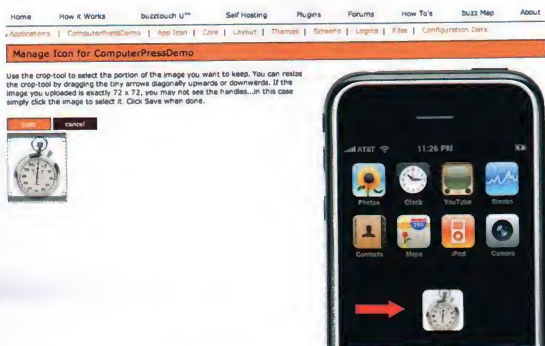 Home How it Works buzztouch U™ Self Hosting Plugins Forums How To's buzz Map About
Applications | ComputerPressDemo | App Icon | Core | Layout | Themes | Screens | Logins | Files | Configuration Data
Manage Icon for ComputerPressDemo
Use the crop-tool to select the portion of the image you want to keep. You can resize
the crop-tool by dragging the tiny arrows diagonally upwards or downwards. If the
image you uploaded is exactly 72 x 72, you may not see the handles...in this case
simply click the image to select it. Click Save when done.
save cancel
AT&T 11:26 PM
Photos Clock YouTube Stocks
Contacts Maps iPod Camera